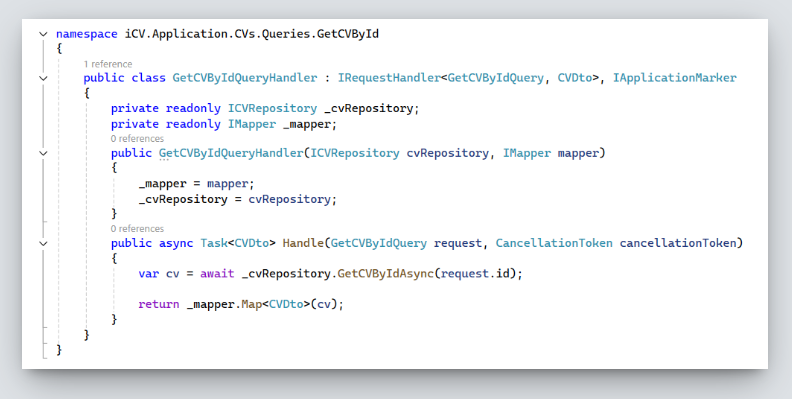 namespace iCV.Application.CVs.Queries.GetCVById
{
1 reference
public class GetCVByIdQueryHandler : IRequestHandler<GetCVByIdQuery, CVDto>, IApplicationMarker
{
private readonly ICVRepository _cvRepository;
private readonly IMapper _mapper;
0 references
public GetCVByIdQueryHandler(ICVRepository cvRepository, IMapper mapper)
{
_mapper = mapper;
_cvRepository = cvRepository;
}
0 references
public async Task<CVDto> Handle(GetCVByIdQuery request, CancellationToken cancellationToken)
{
var cv = await _cvRepository.GetCVByIdAsync(request.id);
return _mapper.Map<CVDto>(cv);
}
}
}